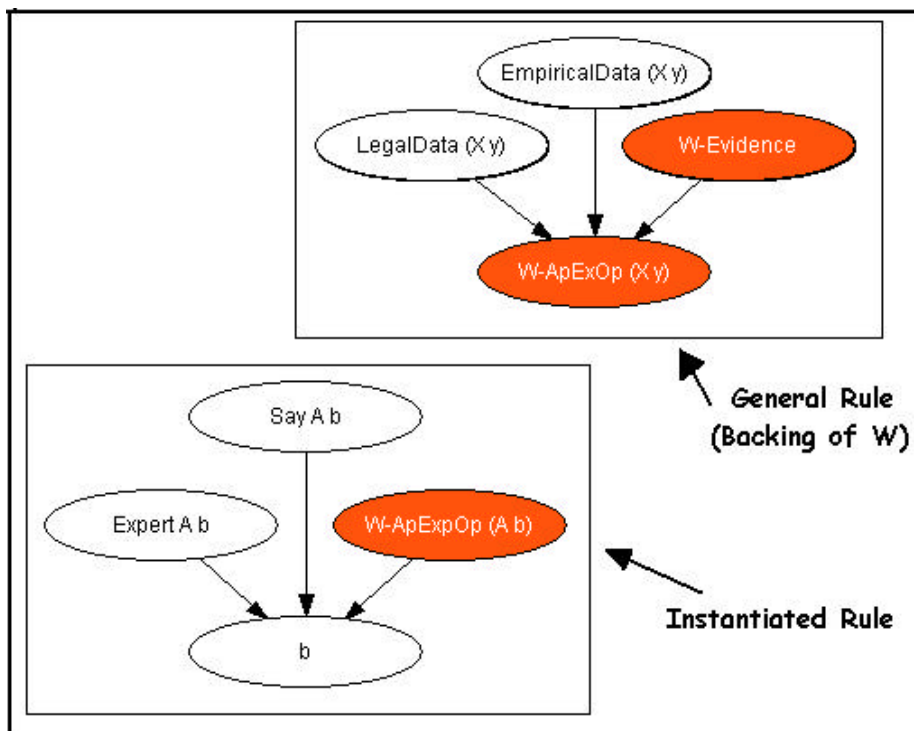 EmpiricalData (X y)
LegalData (X y)
W-Evidence
W-ApExOp (X y)
General Rule
(Backing of W)
Say A b
Expert A b
W-ApExpOp (A b)
b
Instantiated Rule